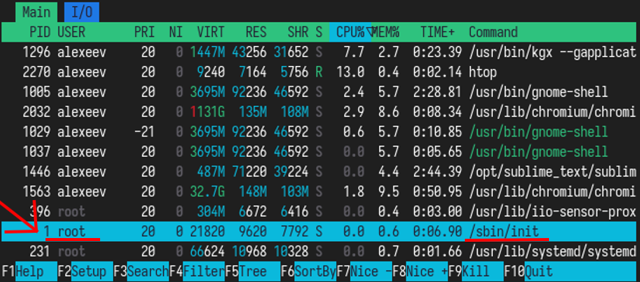 Main I/O
PID USER PRI NI VIRT RES SHR S CPU%▽MEM% TIME+ Command
1296 alexeev 20 0 1447M 43256 31652 S 7.7 2.7 0:23.39 /usr/bin/kgx --gapplicat
2270 alexeev 20 0 9240 7164 5756 R 13.0 0.4 0:02.14 htop
1005 alexeev 20 0 3695M 92256 46592 S 2.4 5.7 2:28.81 /usr/bin/gnome-shell
2032 alexeev 20 0 1131G 135M 108M S 2.9 8.6 0:08.34 /usr/lib/chromium/chromi
1029 alexeev -21 0 3695M 92256 46592 S 0.6 5.7 0:10.85 /usr/bin/gnome-shell
1037 alexeev 20 0 3695M 92256 46592 S 0.0 5.7 0:05.65 /usr/bin/gnome-shell
1446 alexeev 20 0 487M 71220 39224 S 0.0 4.4 2:44.39 /opt/sublime_text/sublim
1563 alexeev 20 0 32.7G 148M 103M S 1.8 9.5 0:50.95 /usr/lib/chromium/chromi
396 root 20 0 304M 6672 6416 S 0.0 0.4 0:03.00 /usr/lib/iio-sensor-prox
1 root 20 0 21820 9620 7792 S 0.0 0.6 0:06.90 /sbin/init
231 root 20 0 66624 10968 10328 S 0.0 0.7 0:01.66 /usr/lib/systemd/systemd
F1Help F2Setup F3SearchF4FilterF5Tree F6SortByF7Nice -F8Nice +F9Kill F10Quit